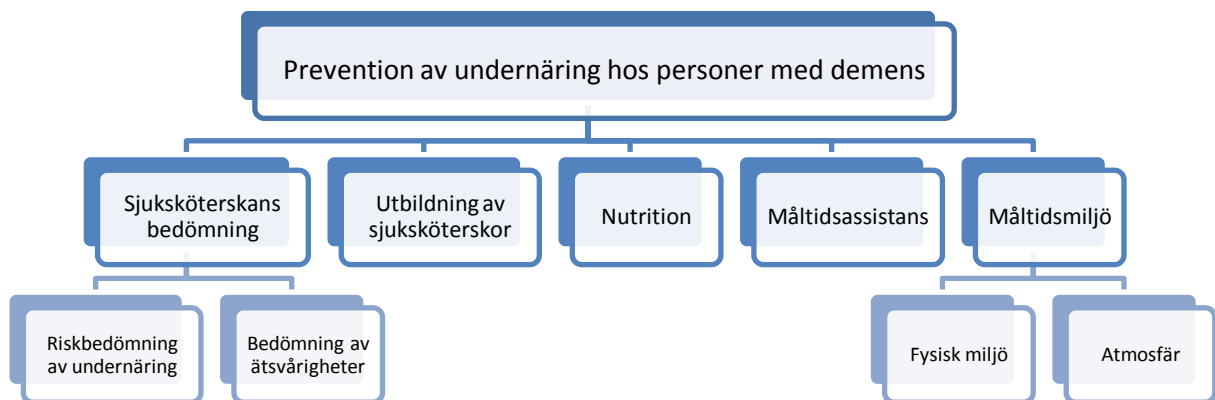 Prevention av undernäring hos personer med demens
Sjuksköterskans
bedömning
Utbildning av
sjuksköterskor
Nutrition
Måltidsassistans
Måltidsmiljö
Riskbedömning
av undernäring
Bedömning av
ätsvårigheter
Fysisk miljö
Atmosfär